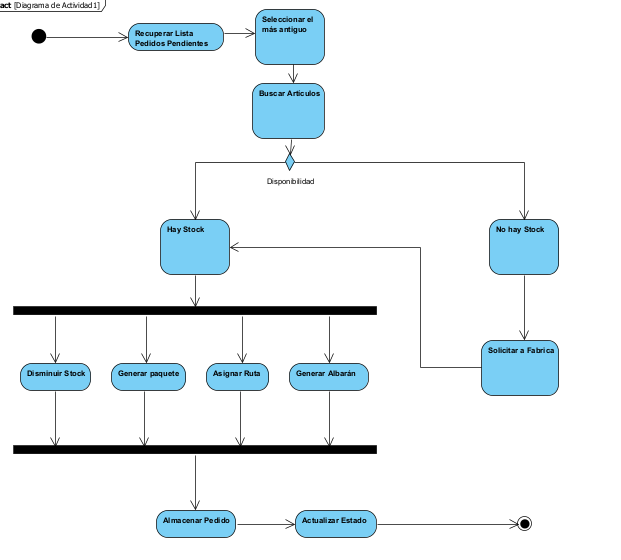 act [Diagrama de Actividad1]
Recuperar Lista
Pedidos Pendientes
Seleccionar el
más antiguo
Buscar Artículos
Disponibilidad
Hay Stock
No hay Stock
Solicitar a Fabrica
Disminuir Stock
Generar paquete
Asignar Ruta
Generar Albarán
Almacenar Pedido
Actualizar Estado